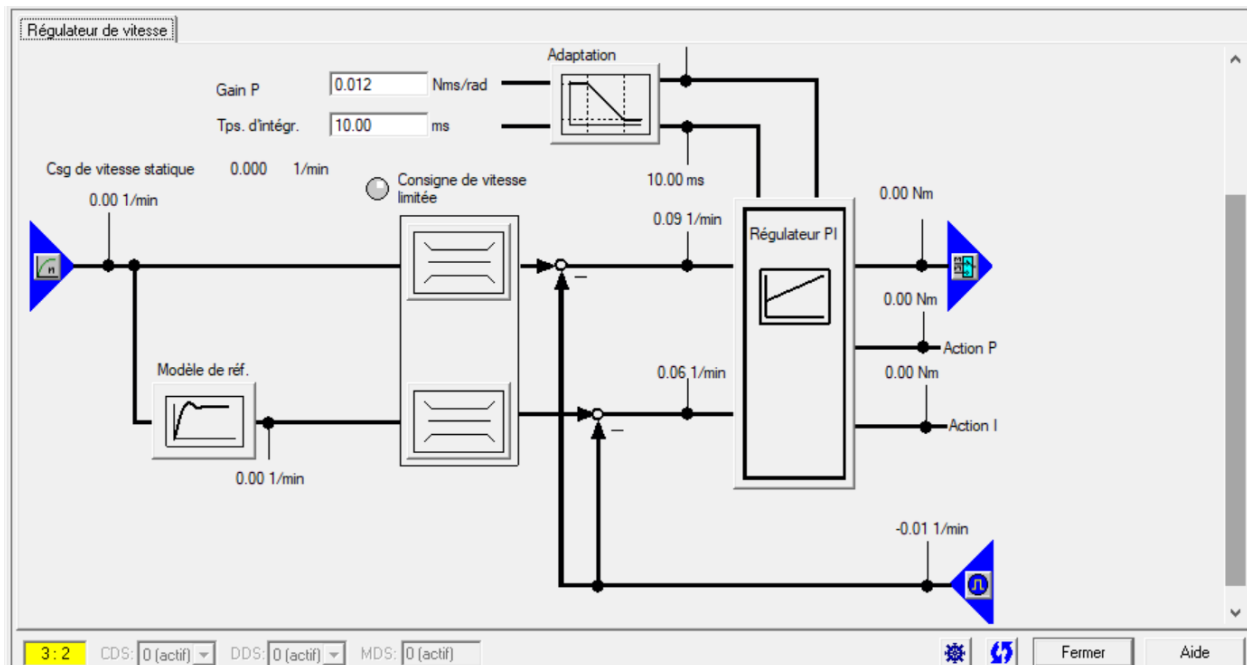 Régulateur de vitesse
Adaptation
Gain P 0.012 Nms/rad
Tps. d'intégr. 10.00 ms
Csg de vitesse statique 0.000 1/min
Consigne de vitesse
limitée
10.00 ms
0.00 1/min
0.09 1/min
0.00 Nm
Régulateur PI
n
0.00 Nm
Action P
Modèle de réf.
0.06 1/min
0.00 Nm
Action I
0.00 1/min
-0.01 1/min
3 : 2 CDS: 0 (actif) DDS: 0 (actif) MDS: 0 (actif) Fermer Aide